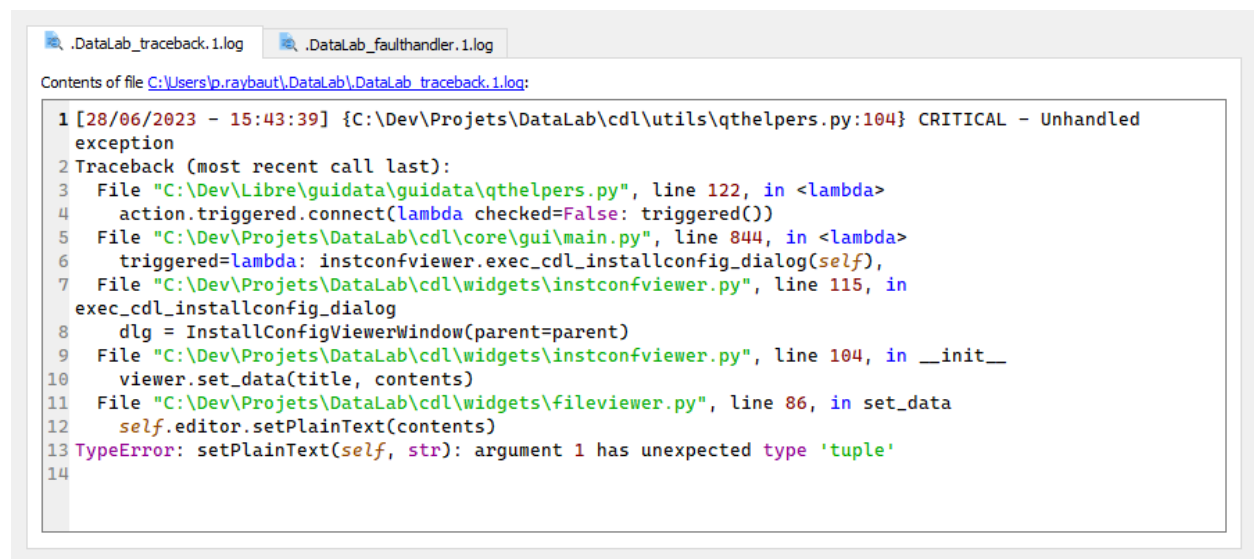 .DataLab_traceback.1.log .DataLab_faulthandler.1.log
Contents of file C:\Users\p.raybaut\.DataLab\.DataLab_traceback.1.log:
1 [28/06/2023 - 15:43:39] {C:\Dev\Projets\DataLab\cdl\utils\qthelpers.py:104} CRITICAL - Unhandled
exception
2 Traceback (most recent call last):
3   File "C:\Dev\Libre\guidata\guidata\qthelpers.py", line 122, in <lambda>
4     action.triggered.connect(lambda checked=False: triggered())
5   File "C:\Dev\Projets\DataLab\cdl\core\gui\main.py", line 844, in <lambda>
6     triggered=lambda: instconfviewer.exec_cdl_installconfig_dialog(self),
7   File "C:\Dev\Projets\DataLab\cdl\widgets\instconfviewer.py", line 115, in
exec_cdl_installconfig_dialog
8     dlg = InstallConfigViewerWindow(parent=parent)
9   File "C:\Dev\Projets\DataLab\cdl\widgets\instconfviewer.py", line 104, in __init__
10     viewer.set_data(title, contents)
11   File "C:\Dev\Projets\DataLab\cdl\widgets\fileviewer.py", line 86, in set_data
12     self.editor.setPlainText(contents)
13 TypeError: setPlainText(self, str): argument 1 has unexpected type 'tuple'
14